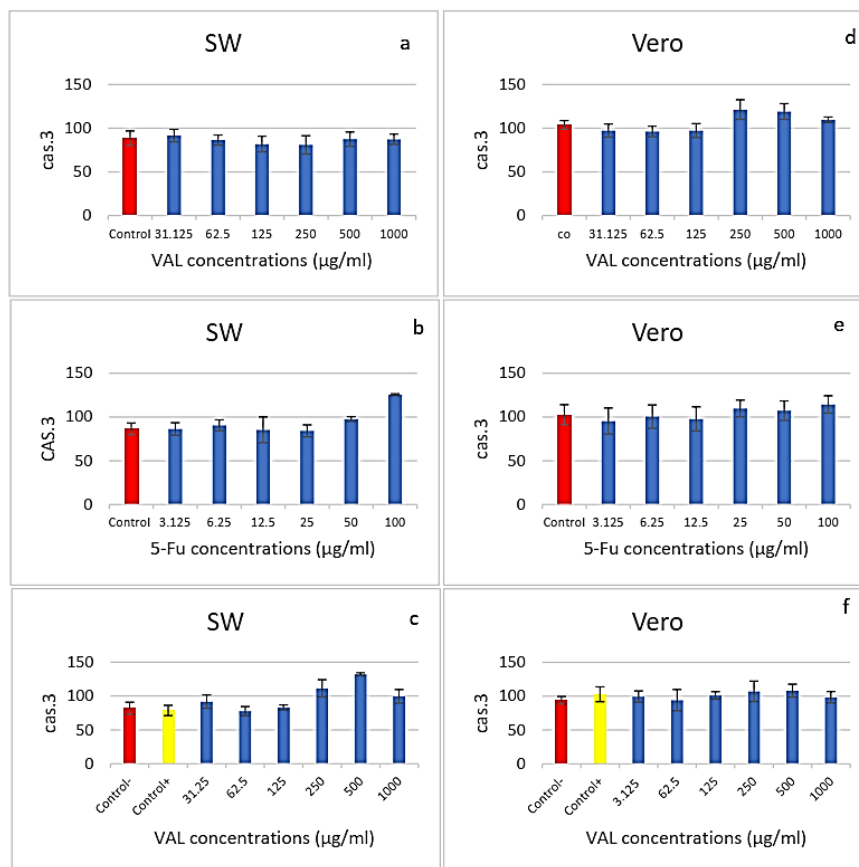 SW
a
150
100
50
0
cas.3
Control 31.125 62.5 125 250 500 1000
VAL concentrations (µg/ml)
Vero
d
150
100
50
0
cas.3
co 31.125 62.5 125 250 500 1000
VAL concentrations (µg/ml)
SW
b
150
100
50
0
CAS.3
Control 3.125 6.25 12.5 25 50 100
5-Fu concentrations (µg/ml)
Vero
e
150
100
50
0
cas.3
Control 3.125 6.25 12.5 25 50 100
5-Fu concentrations (µg/ml)
SW
c
150
100
50
0
cas.3
Control- Control+ 31.25 62.5 125 250 500 1000
VAL concentrations (µg/ml)
Vero
f
150
100
50
0
cas.3
Control- Control+ 3.125 62.5 125 250 500 1000
VAL concentrations (µg/ml)